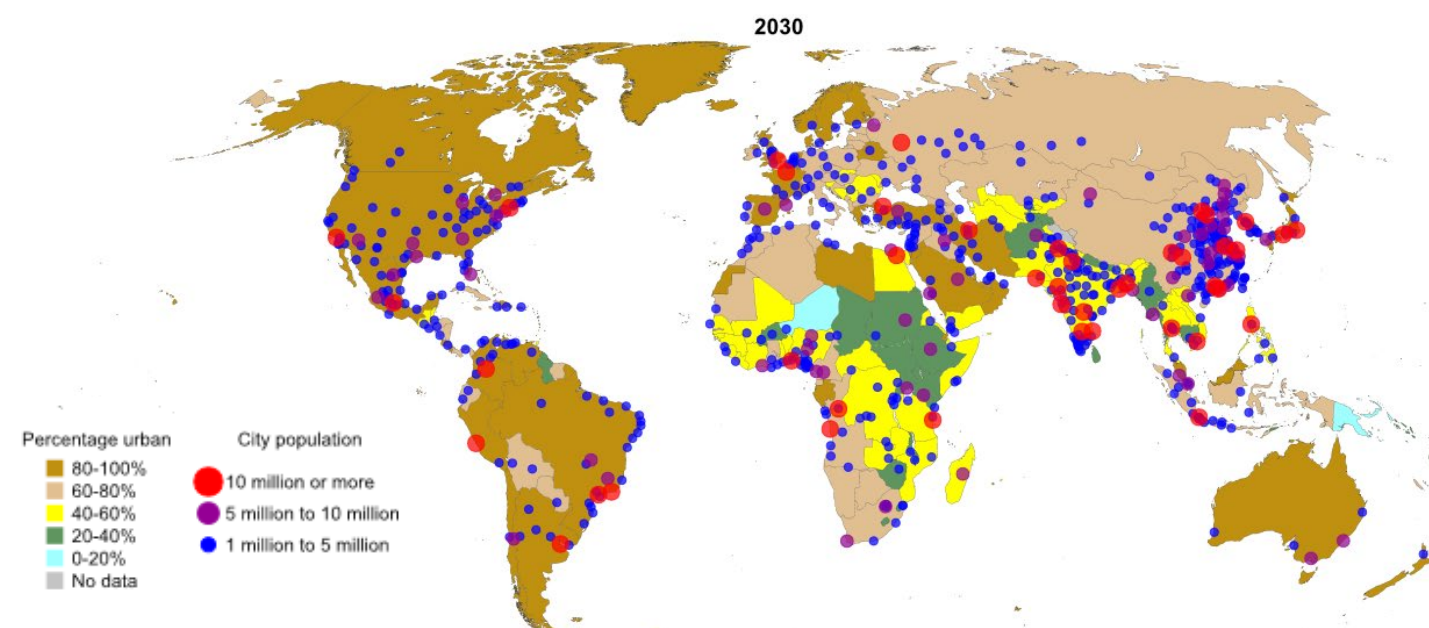 2030
Percentage urban
80-100%
60-80%
40-60%
20-40%
0-20%
No data
City population
10 million or more
5 million to 10 million
1 million to 5 million